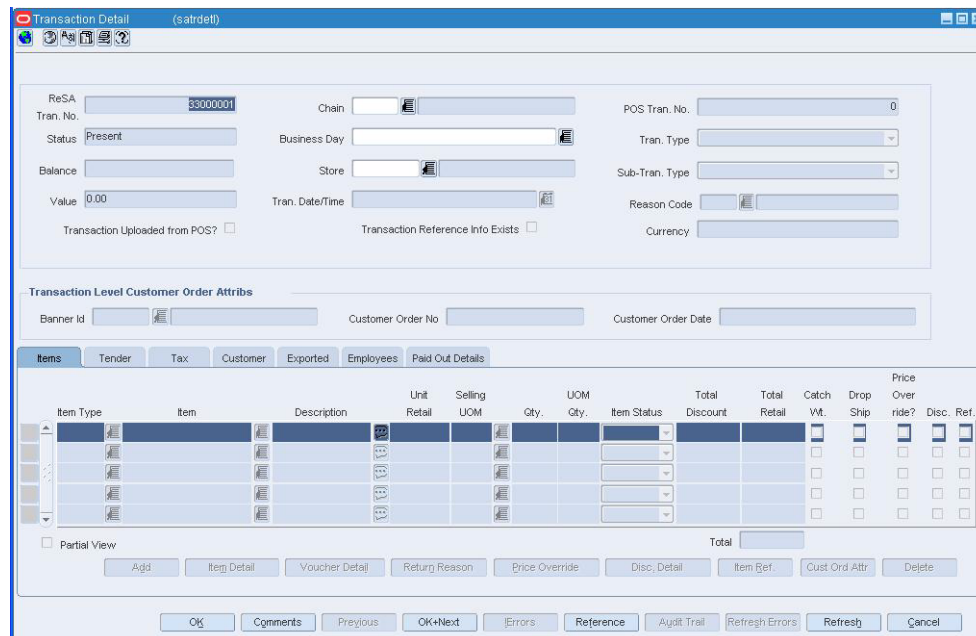 Transaction Detail (satrdetl)
ReSA Tran. No. 33000001 Chain POS Tran. No. 0
Status Present Business Day Tran. Type
Balance Store Sub-Tran. Type
Value 0.00 Tran. Date/Time Reason Code
Transaction Uploaded from POS? Transaction Reference Info Exists Currency
Transaction Level Customer Order Attribs
Banner Id Customer Order No Customer Order Date
Items Tender Tax Customer Exported Employees Paid Out Details
Item Type Item Description Unit Retail Selling UOM Qty. UOM Qty. Item Status Total Discount Total Retail Catch Wt. Drop Ship Price Over ride? Disc. Ref.
Partial View Total
Add Item Detail Voucher Detail Return Reason Price Override Disc. Detail Item Ref. Cust Ord Attr Delete
OK Comments Previous OK+Next !Errors Reference Audit Trail Refresh Errors Refresh Cancel